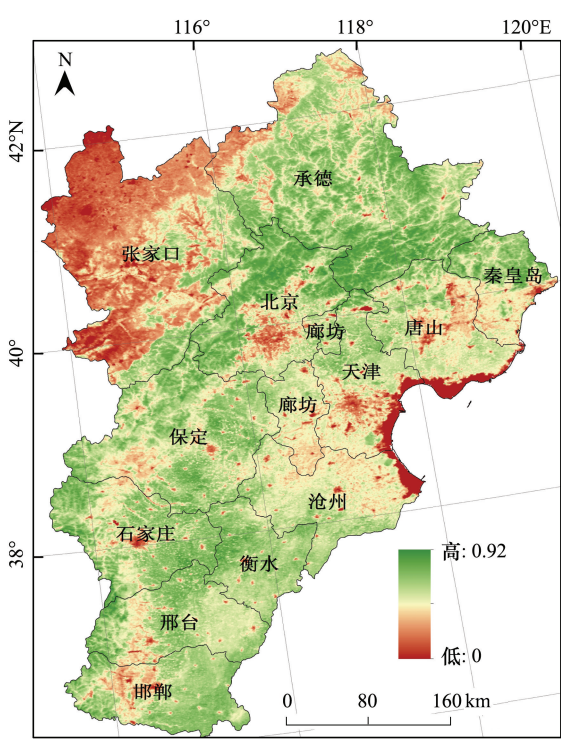 116°
118°
120°E
N
42°N
承德
张家口
秦皇岛
北京
廊坊
唐山
40°
天津
廊坊
保定
沧州
石家庄
38°
高: 0.92
衡水
邢台
低: 0
邯郸
0
80
160 km